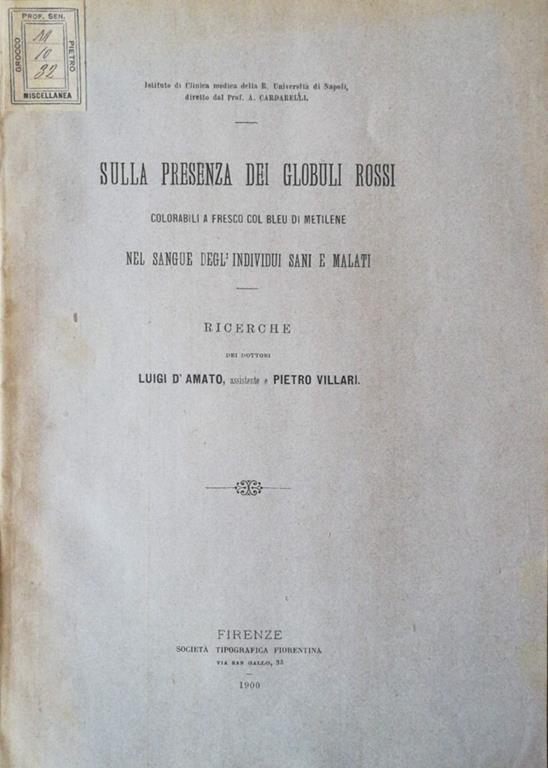 PROF. SEN.
GROCCO
PIETRO
M
10
32
MISCELLANEA
Istituto di Clinica medica della R. Università di Napoli,
diretto dal Prof. A. CARDARELLI.
SULLA PRESENZA DEI GLOBULI ROSSI
COLORABILI A FRESCO COL BLEU DI METILENE
NEL SANGUE DEGL'INDIVIDUI SANI E MALATI
RICERCHE
DEI DOTTORI
LUIGI D'AMATO, assistente e PIETRO VILLARI.
FIRENZE
SOCIETÀ TIPOGRAFICA FIORENTINA
VIA SAN GALLO, 33
1900